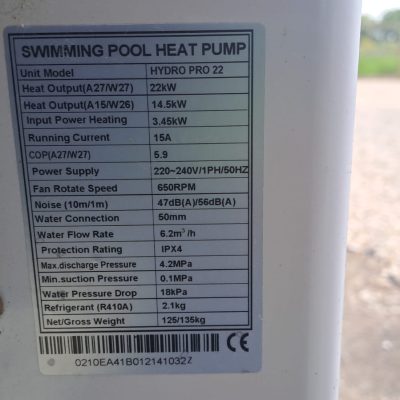 SWIMMING POOL HEAT PUMP
Unit Model HYDRO PRO 22
Heat Output(A27/W27) 22kW
Heat Output(A15/W26) 14.5kW
Input Power Heating 3.45kW
Running Current 15A
COP(A27/W27) 5.9
Power Supply 220~240V/1PH/50HZ
Fan Rotate Speed 650RPM
Noise (10m/1m) 47dB(A)/56dB(A)
Water Connection 50mm
Water Flow Rate 6.2m³/h
Protection Rating IPX4
Max.discharge Pressure 4.2MPa
Min.suction Pressure 0.1MPa
Water Pressure Drop 18kPa
Refrigerant (R410A) 2.1kg
Net/Gross Weight 125/135kg
0210EA41B012141032Z